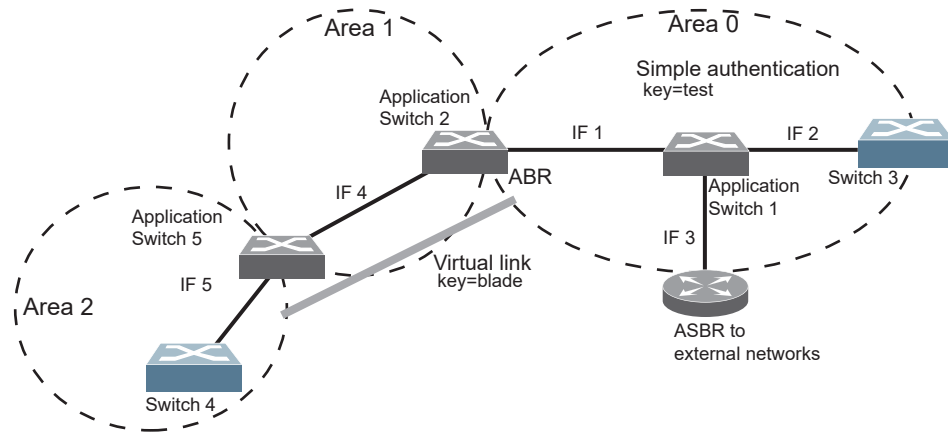 Area 1
Area 0
Simple authentication
key=test
Application
Switch 2
IF 1
IF 2
ABR
Switch 3
Application
Switch 1
IF 4
Application
Switch 5
IF 3
Virtual link
key=blade
IF 5
Area 2
ASBR to
external networks
Switch 4